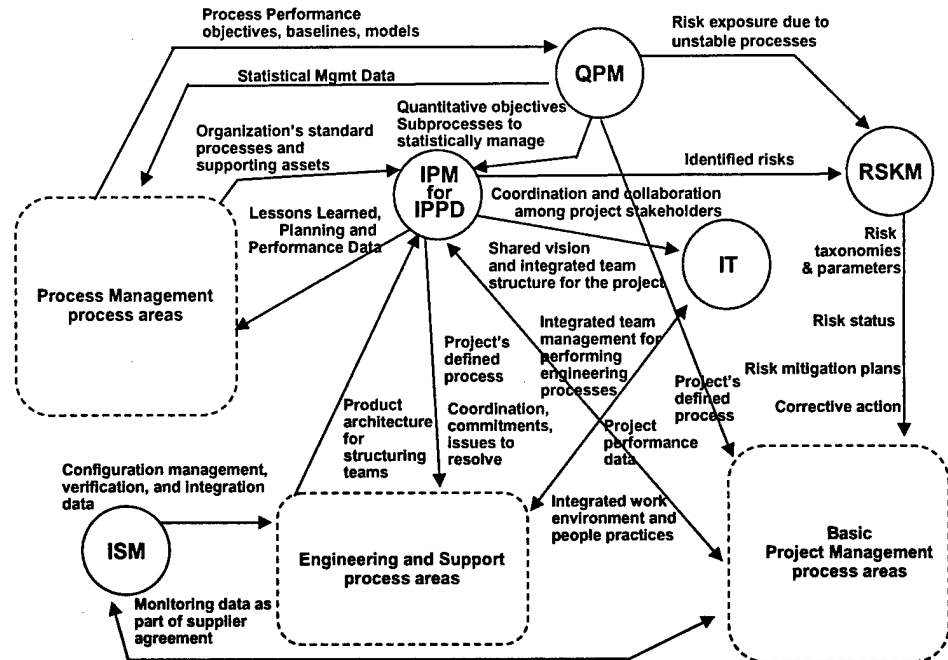 Process Performance
objectives, baselines, models
Risk exposure due to
unstable processes
QPM
Statistical Mgmt Data
Quantitative objectives
Subprocesses to
statistically manage
Organization's standard
processes and
supporting assets
IPM
for
IPPD
Identified risks
RSKM
Coordination and collaboration
among project stakeholders
Lessons Learned,
Planning and
Performance Data
Risk
taxonomies
& parameters
Shared vision
and integrated team
structure for the project
IT
Process Management
process areas
Risk status
Integrated team
management for
performing
engineering
processes
Project's
defined
process
Risk mitigation plans
Project's
defined
process
Corrective action
Product
architecture
for
structuring
teams
Coordination,
commitments,
issues to
resolve
Project
performance
data
Configuration management,
verification, and integration
data
Integrated work
environment and
people practices
ISM
Engineering and Support
process areas
Basic
Project Management
process areas
Monitoring data as
part of supplier
agreement